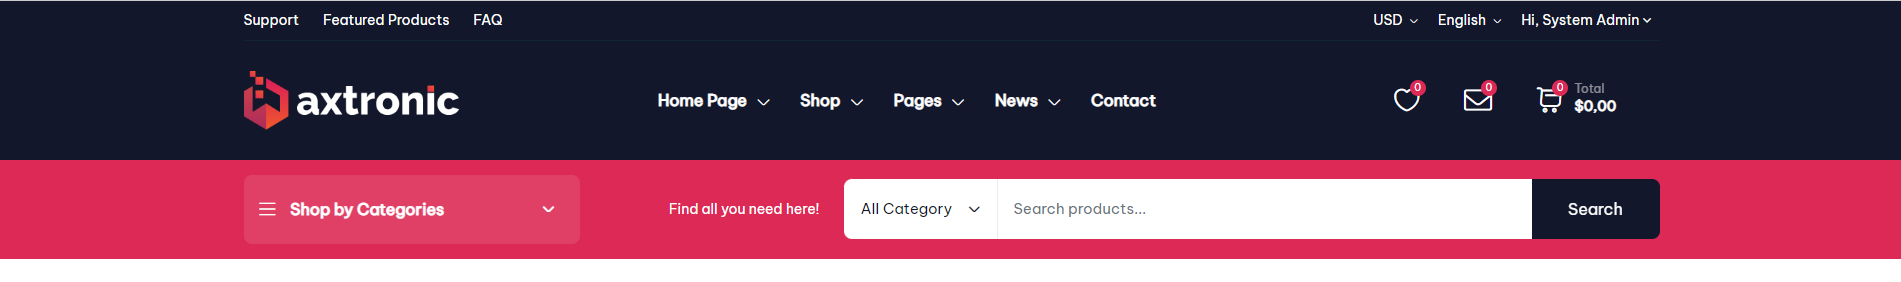 Support Featured Products FAQ USD English Hi, System Admin
axtronic Home Page Shop Pages News Contact 0 0 0 Total
$0,00
Shop by Categories Find all you need here! All Category Search products... Search